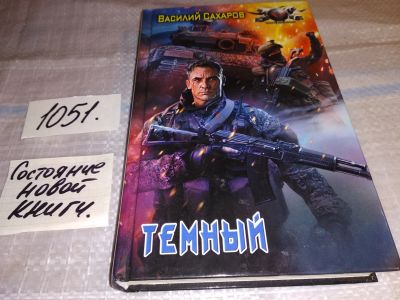 ВАСИЛИЙ САХАРОВ
1051.
Состояние
новой
книги.
ТЕМНЫЙ